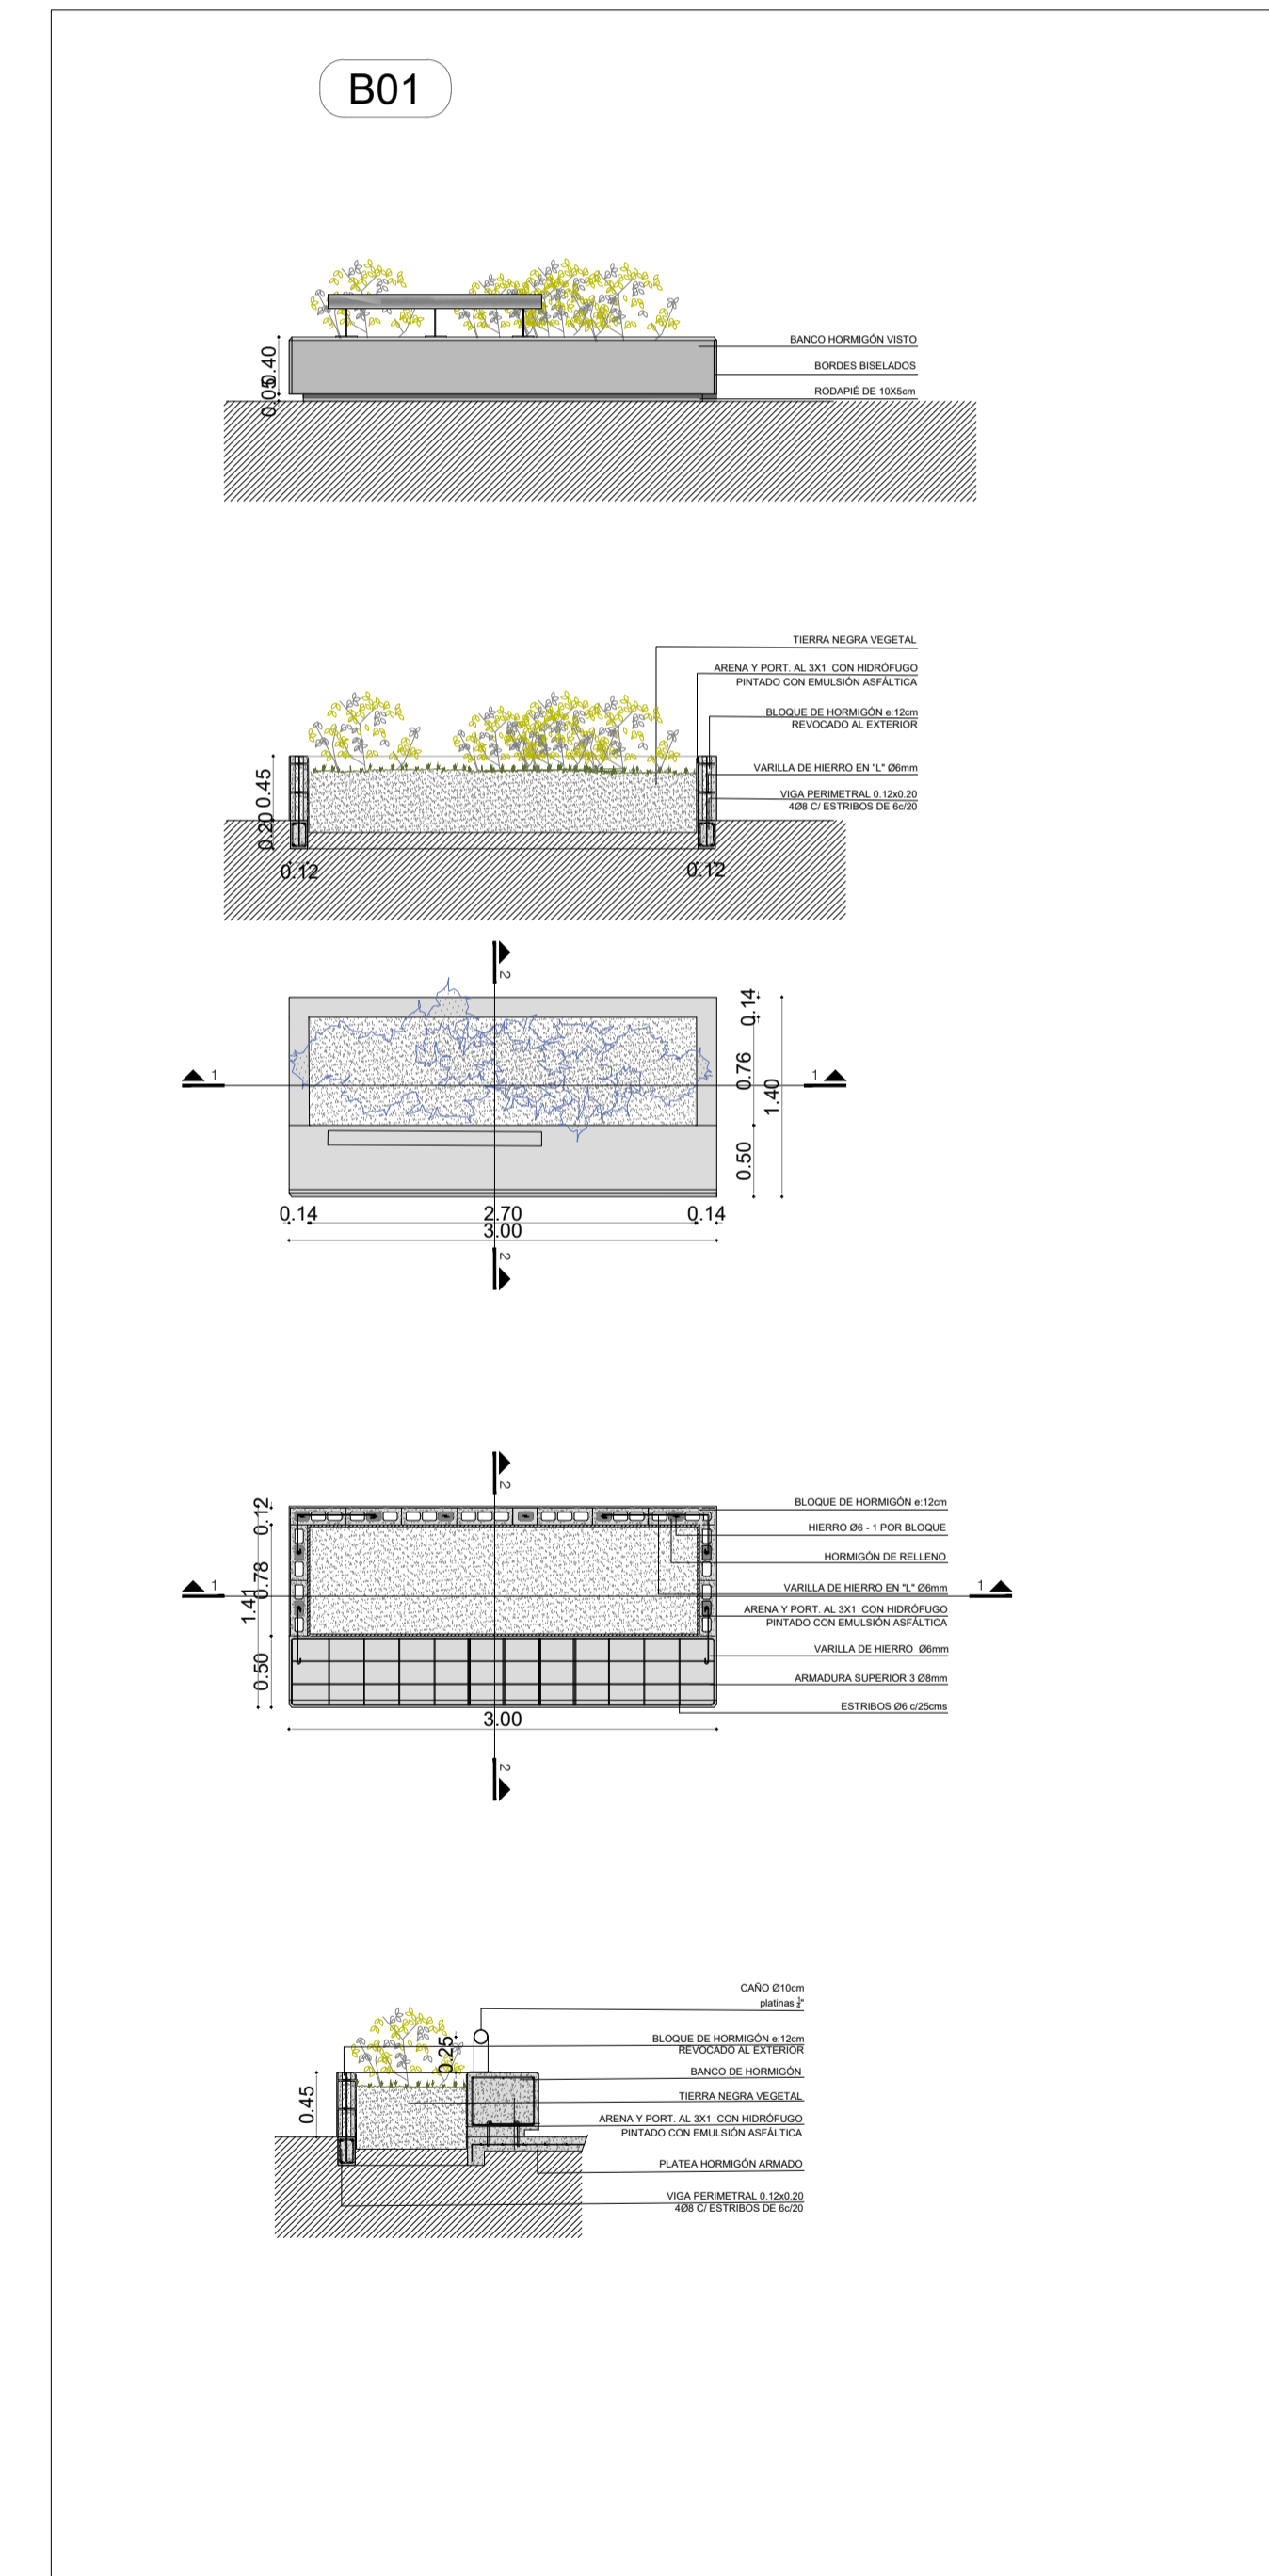 B01
BANCO HORMIGÓN VISTO
BORDES BISELADOS
RODAPIÉ DE 10X5cm
0.40
0.05
TIERRA NEGRA VEGETAL
ARENA Y PORT. AL 3X1 CON HIDRÓFUGO
PINTADO CON EMULSIÓN ASFÁLTICA
BLOQUE DE HORMIGÓN e:12cm
REVOCADO AL EXTERIOR
VARILLA DE HIERRO EN "L" Ø6mm
VIGA PERIMETRAL 0.12x0.20
4Ø8 C/ ESTRIBOS DE 6c/20
0.45
0.20
0.12
0.12
2
0.14
1
1
0.76
1.40
0.50
0.14
2.70
0.14
3.00
2
2
BLOQUE DE HORMIGÓN e:12cm
HIERRO Ø6 - 1 POR BLOQUE
HORMIGÓN DE RELLENO
VARILLA DE HIERRO EN "L" Ø6mm
ARENA Y PORT. AL 3X1 CON HIDRÓFUGO
PINTADO CON EMULSIÓN ASFÁLTICA
VARILLA DE HIERRO Ø6mm
ARMADURA SUPERIOR 3 Ø8mm
ESTRIBOS Ø6 c/25cms
0.12
0.78
1.41
1
1
0.50
3.00
2
CAÑO Ø10cm
platinas ½"
BLOQUE DE HORMIGÓN e:12cm
REVOCADO AL EXTERIOR
BANCO DE HORMIGÓN
TIERRA NEGRA VEGETAL
ARENA Y PORT. AL 3X1 CON HIDRÓFUGO
PINTADO CON EMULSIÓN ASFÁLTICA
PLATEA HORMIGÓN ARMADO
VIGA PERIMETRAL 0.12x0.20
4Ø8 C/ ESTRIBOS DE 6c/20
0.25
0.45